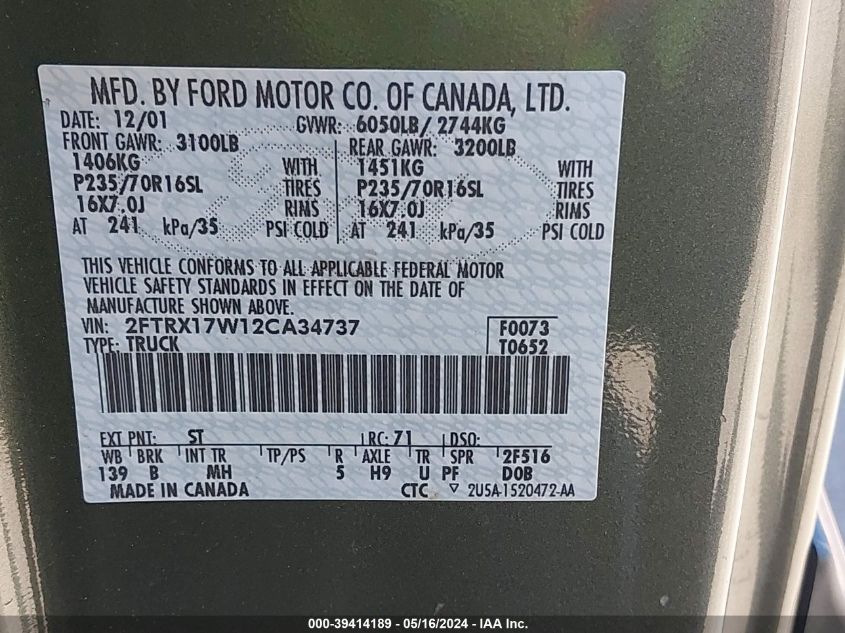 MFD. BY FORD MOTOR CO. OF CANADA, LTD.
DATE: 12/01 GVWR: 6050LB/ 2744KG
FRONT GAWR: 3100LB REAR GAWR: 3200LB
1406KG WITH 1451KG WITH
P235/70R16SL TIRES P235/70R16SL TIRES
16X7.0J RIMS 16X7.0J RIMS
AT 241 kPa/35 PSI COLD AT 241 kPa/35 PSI COLD
THIS VEHICLE CONFORMS TO ALL APPLICABLE FEDERAL MOTOR
VEHICLE SAFETY STANDARDS IN EFFECT ON THE DATE OF
MANUFACTURE SHOWN ABOVE.
VIN: 2FTRX17W12CA34737 F0073
TYPE: TRUCK T0652
EXT PNT: ST RC: 71 DSO:
WB BRK INT TR TP/PS R AXLE TR SPR 2F516
139 B MH 5 H9 U PF DOB
MADE IN CANADA CTC ▽ 2U5A-1520472-AA
000-39414189 - 05/16/2024 - IAA Inc.